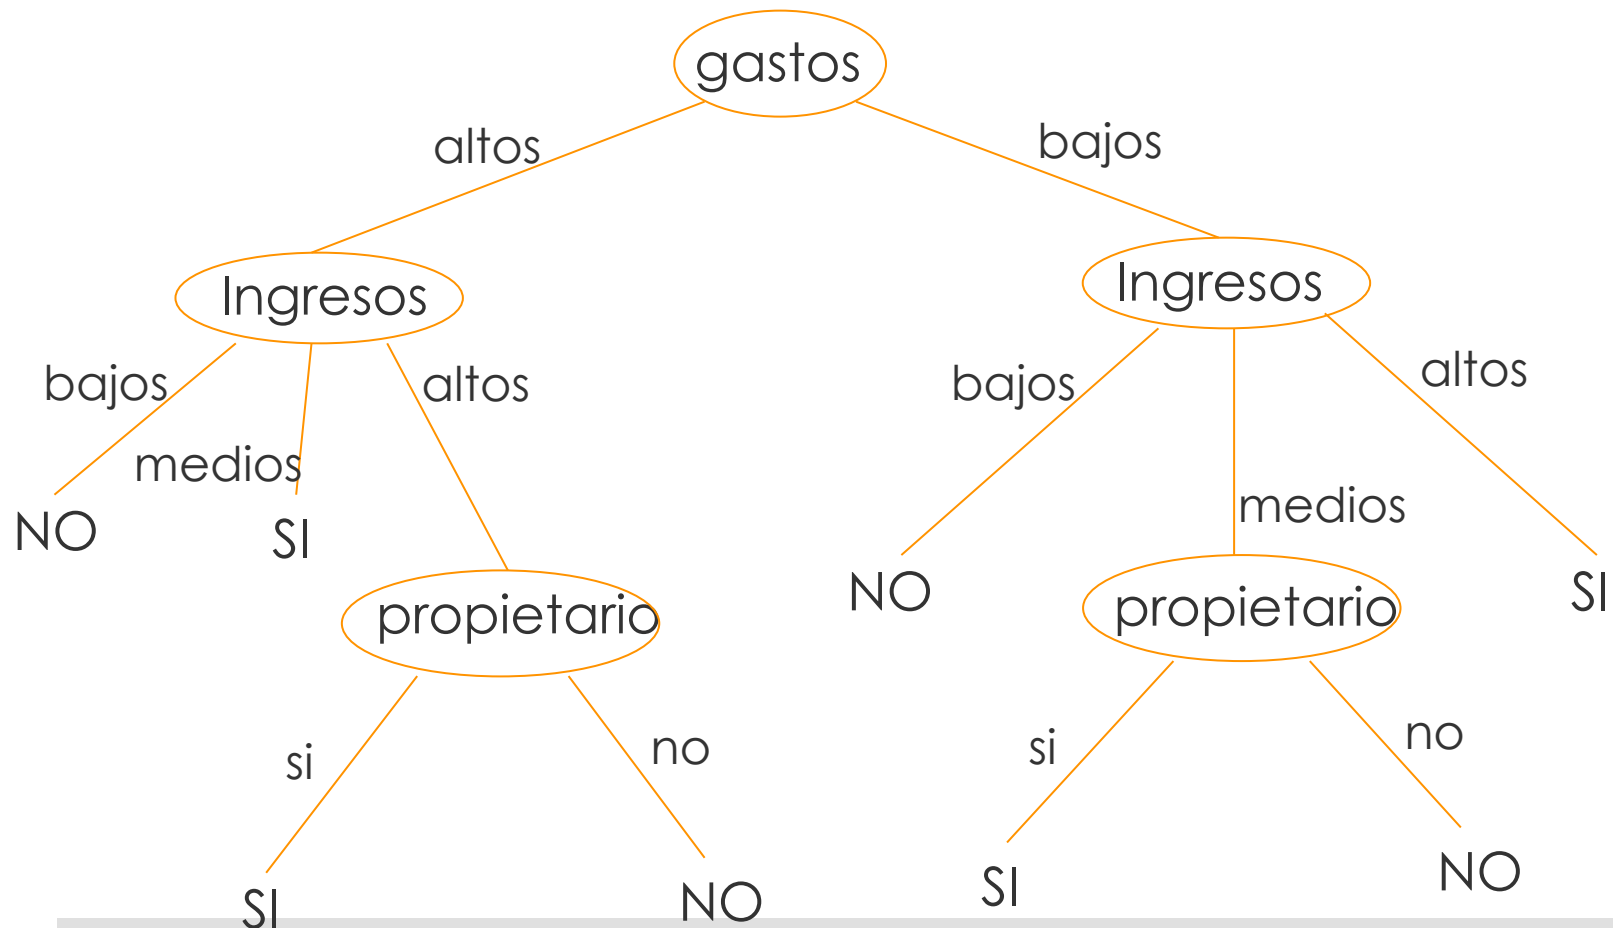 gastos
altos
bajos
Ingresos
Ingresos
bajos
medios
altos
bajos
medios
altos
NO
SI
propietario
NO
propietario
SI
si
no
si
no
SI
NO
SI
NO